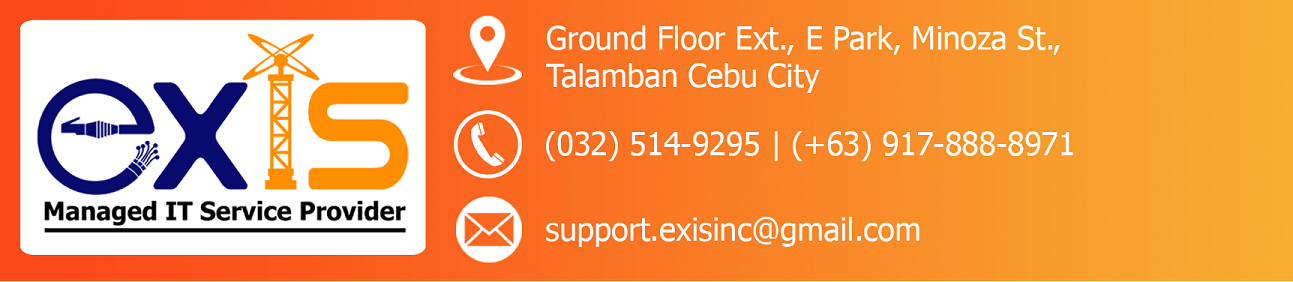 exis
Managed IT Service Provider
Ground Floor Ext., E Park, Minoza St.,
Talamban Cebu City
(032) 514-9295 | (+63) 917-888-8971
support.exisinc@gmail.com